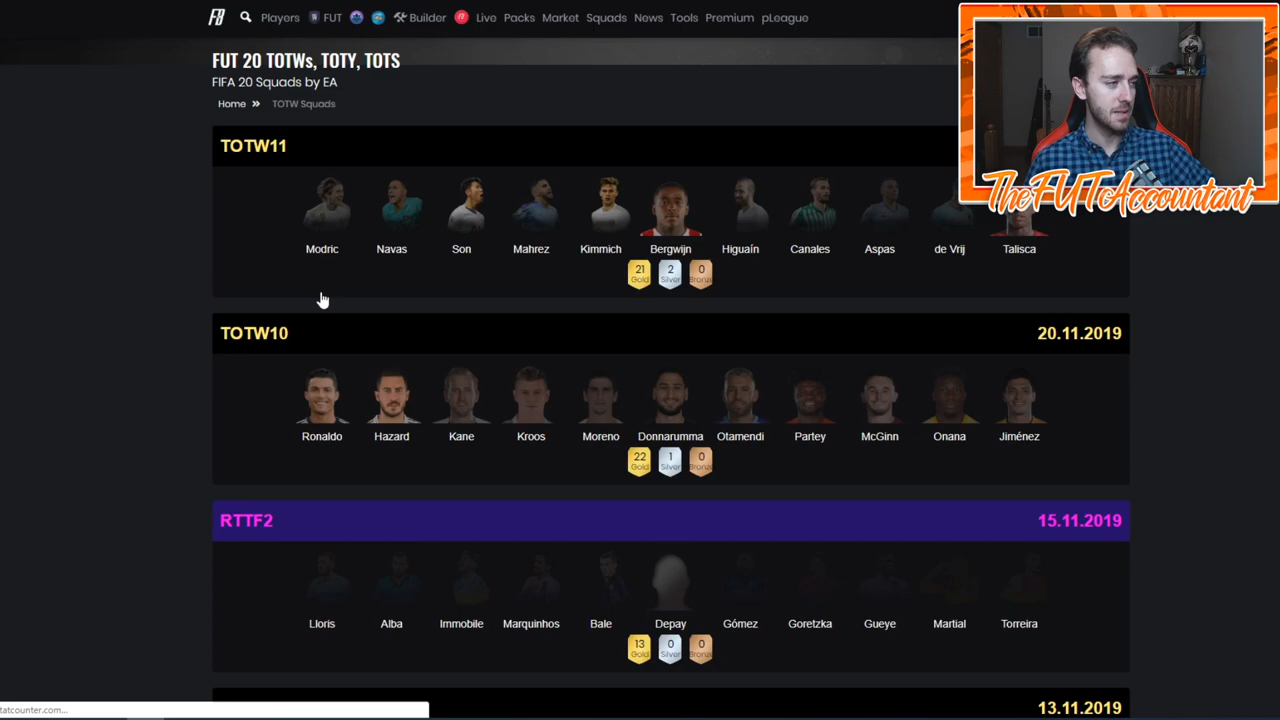 FB Players FUT Builder Live Packs Market Squads News Tools Premium pLeague
FUT 20 TOTWs, TOTY, TOTS
FIFA 20 Squads by EA
Home » TOTW Squads
TheFUTAccountant
TOTW11
Modric Navas Son Mahrez Kimmich Bergwijn Higuaín Canales Aspas de Vrij Talisca
21 2 0
Gold Silver Bronze
TOTW10 20.11.2019
Ronaldo Hazard Kane Kroos Moreno Donnarumma Otamendi Partey McGinn Onana Jiménez
22 1 0
Gold Silver Bronze
RTTF2 15.11.2019
Lloris Alba Immobile Marquinhos Bale Depay Gómez Goretzka Gueye Martial Torreira
13 0 0
Gold Silver Bronze
13.11.2019
tatcounter.com...